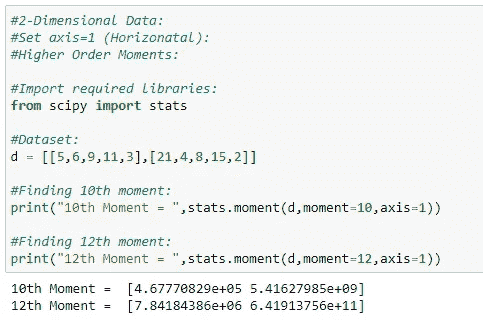 #2-Dimensional Data:
#Set axis=1 (Horizonatal):
#Higher Order Moments:
#Import required libraries:
from scipy import stats
#Dataset:
d = [[5,6,9,11,3],[21,4,8,15,2]]
#Finding 10th moment:
print("10th Moment = ",stats.moment(d,moment=10,axis=1))
#Finding 12th moment:
print("12th Moment = ",stats.moment(d,moment=12,axis=1))
10th Moment =  [4.67770829e+05 5.41627985e+09]
12th Moment =  [7.84184386e+06 6.41913756e+11]